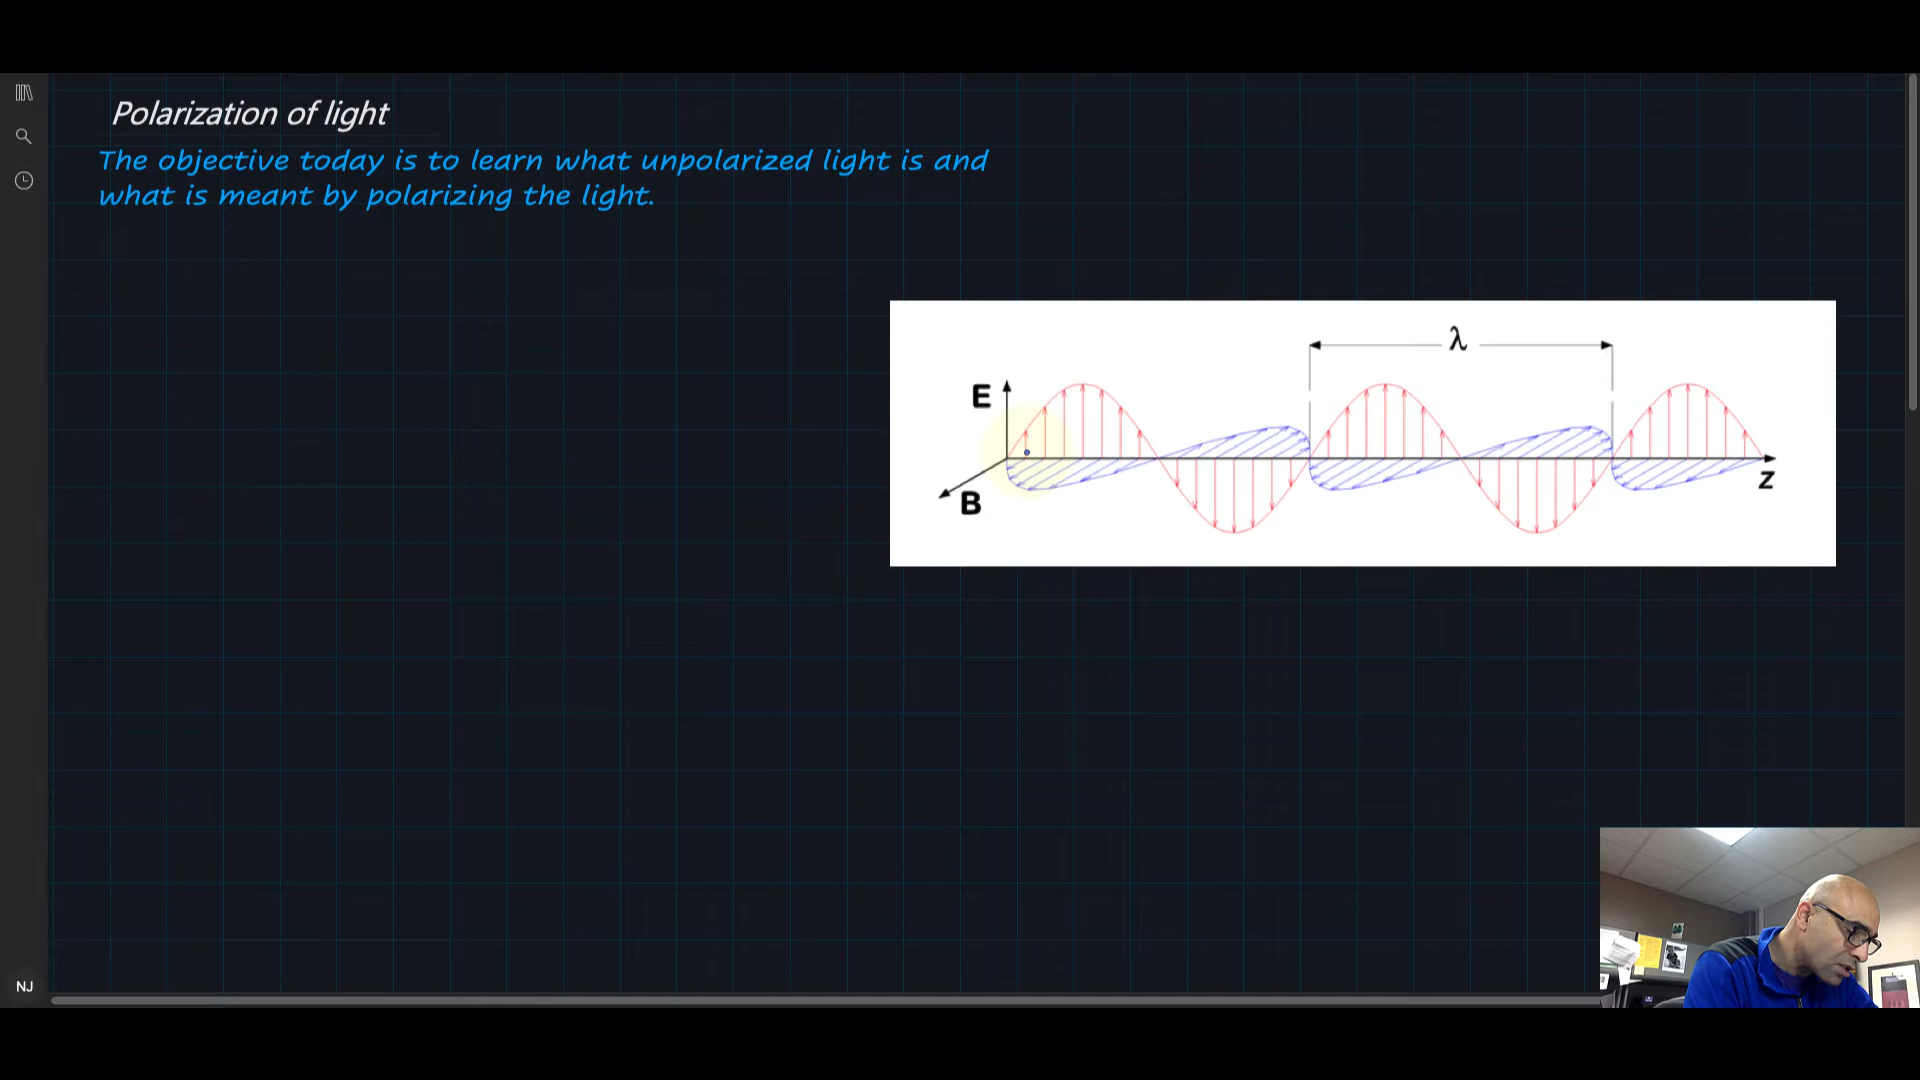 Polarization of light
The objective today is to learn what unpolarized light is and
what is meant by polarizing the light.
λ
E
B
z
NJ